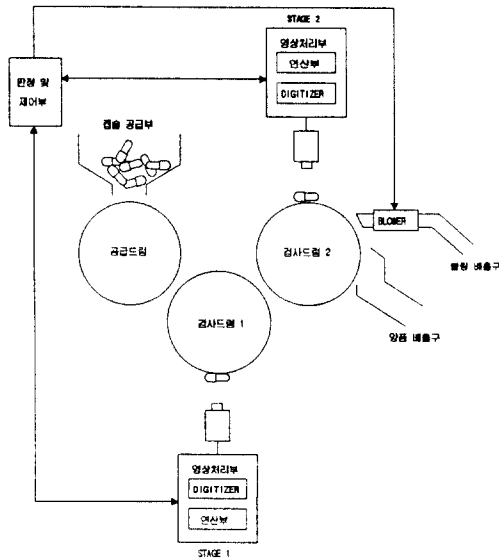 STAGE 2
영상처리부
연산부
DIGITIZER
판정 및
제어부
캡슐 공급부
공급드럼
검사드럼 2
BLOWER
불량 배출구
검사드럼 1
양품 배출구
영상처리부
DIGITIZER
연산부
STAGE 1